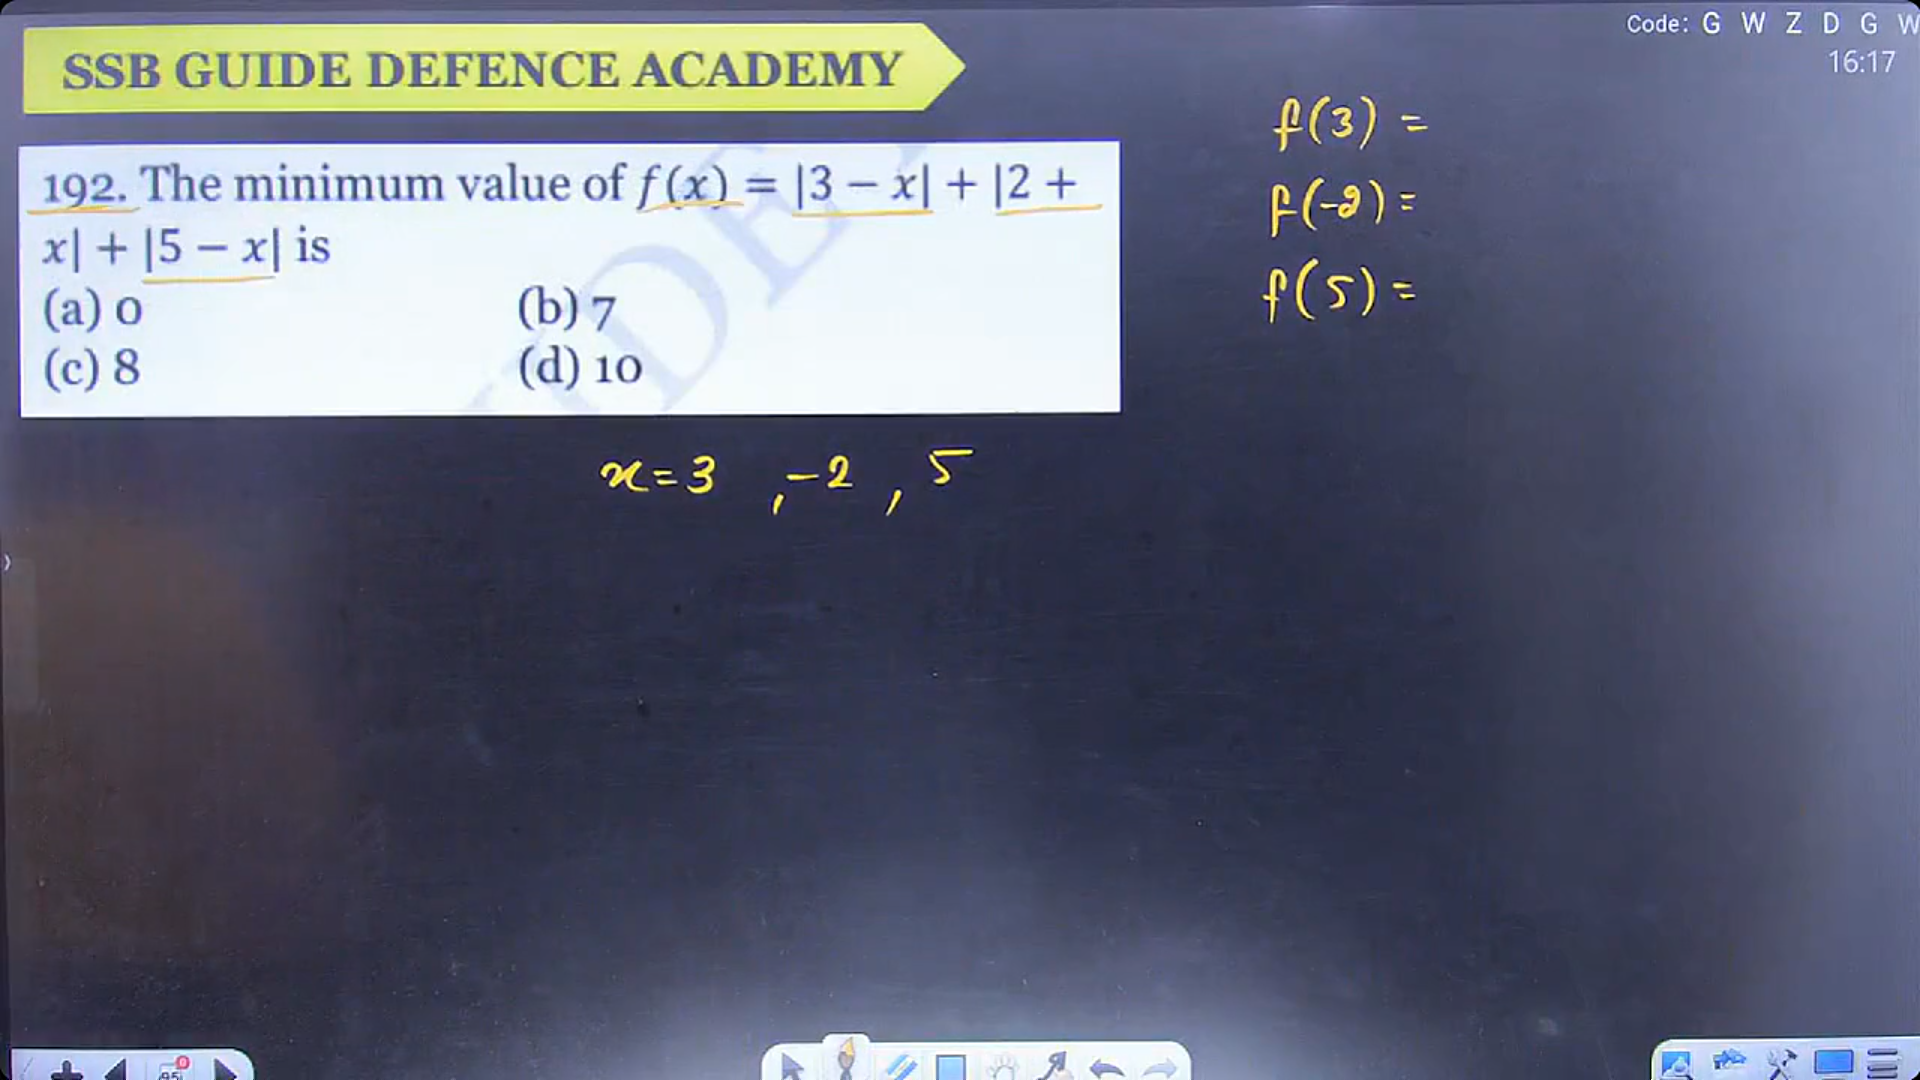 Code: G W Z D G W
16:17
SSB GUIDE DEFENCE ACADEMY
192. The minimum value of f(x) = |3 − x| + |2 +
x| + |5 − x| is
(a) 0 (b) 7
(c) 8 (d) 10
f(3) =
f(-2) =
f(5) =
x=3 , -2 , 5